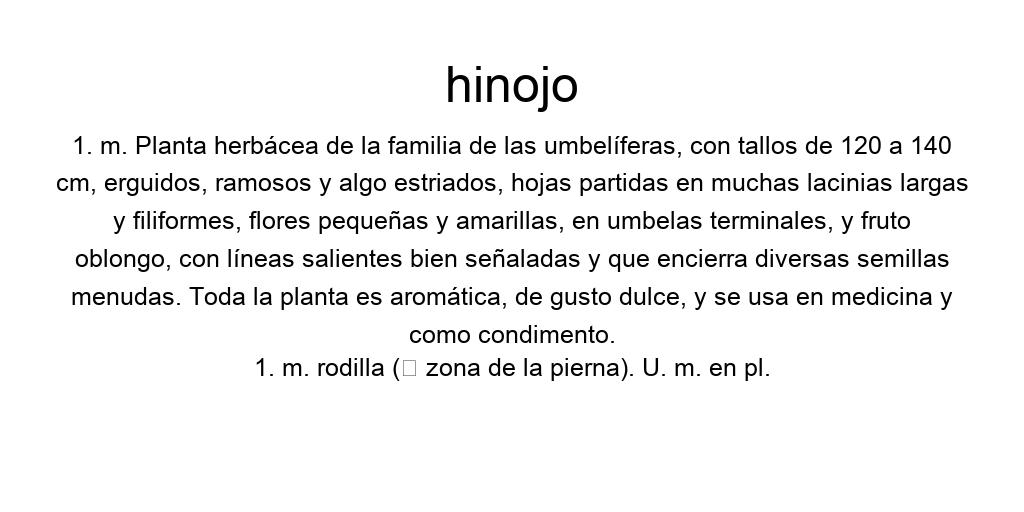 hinojo
1. m. Planta herbácea de la familia de las umbelíferas, con tallos de 120 a 140
cm, erguidos, ramosos y algo estriados, hojas partidas en muchas lacinias largas
y filiformes, flores pequeñas y amarillas, en umbelas terminales, y fruto
oblongo, con líneas salientes bien señaladas y que encierra diversas semillas
menudas. Toda la planta es aromática, de gusto dulce, y se usa en medicina y
como condimento.
1. m. rodilla (□ zona de la pierna). U. m. en pl.